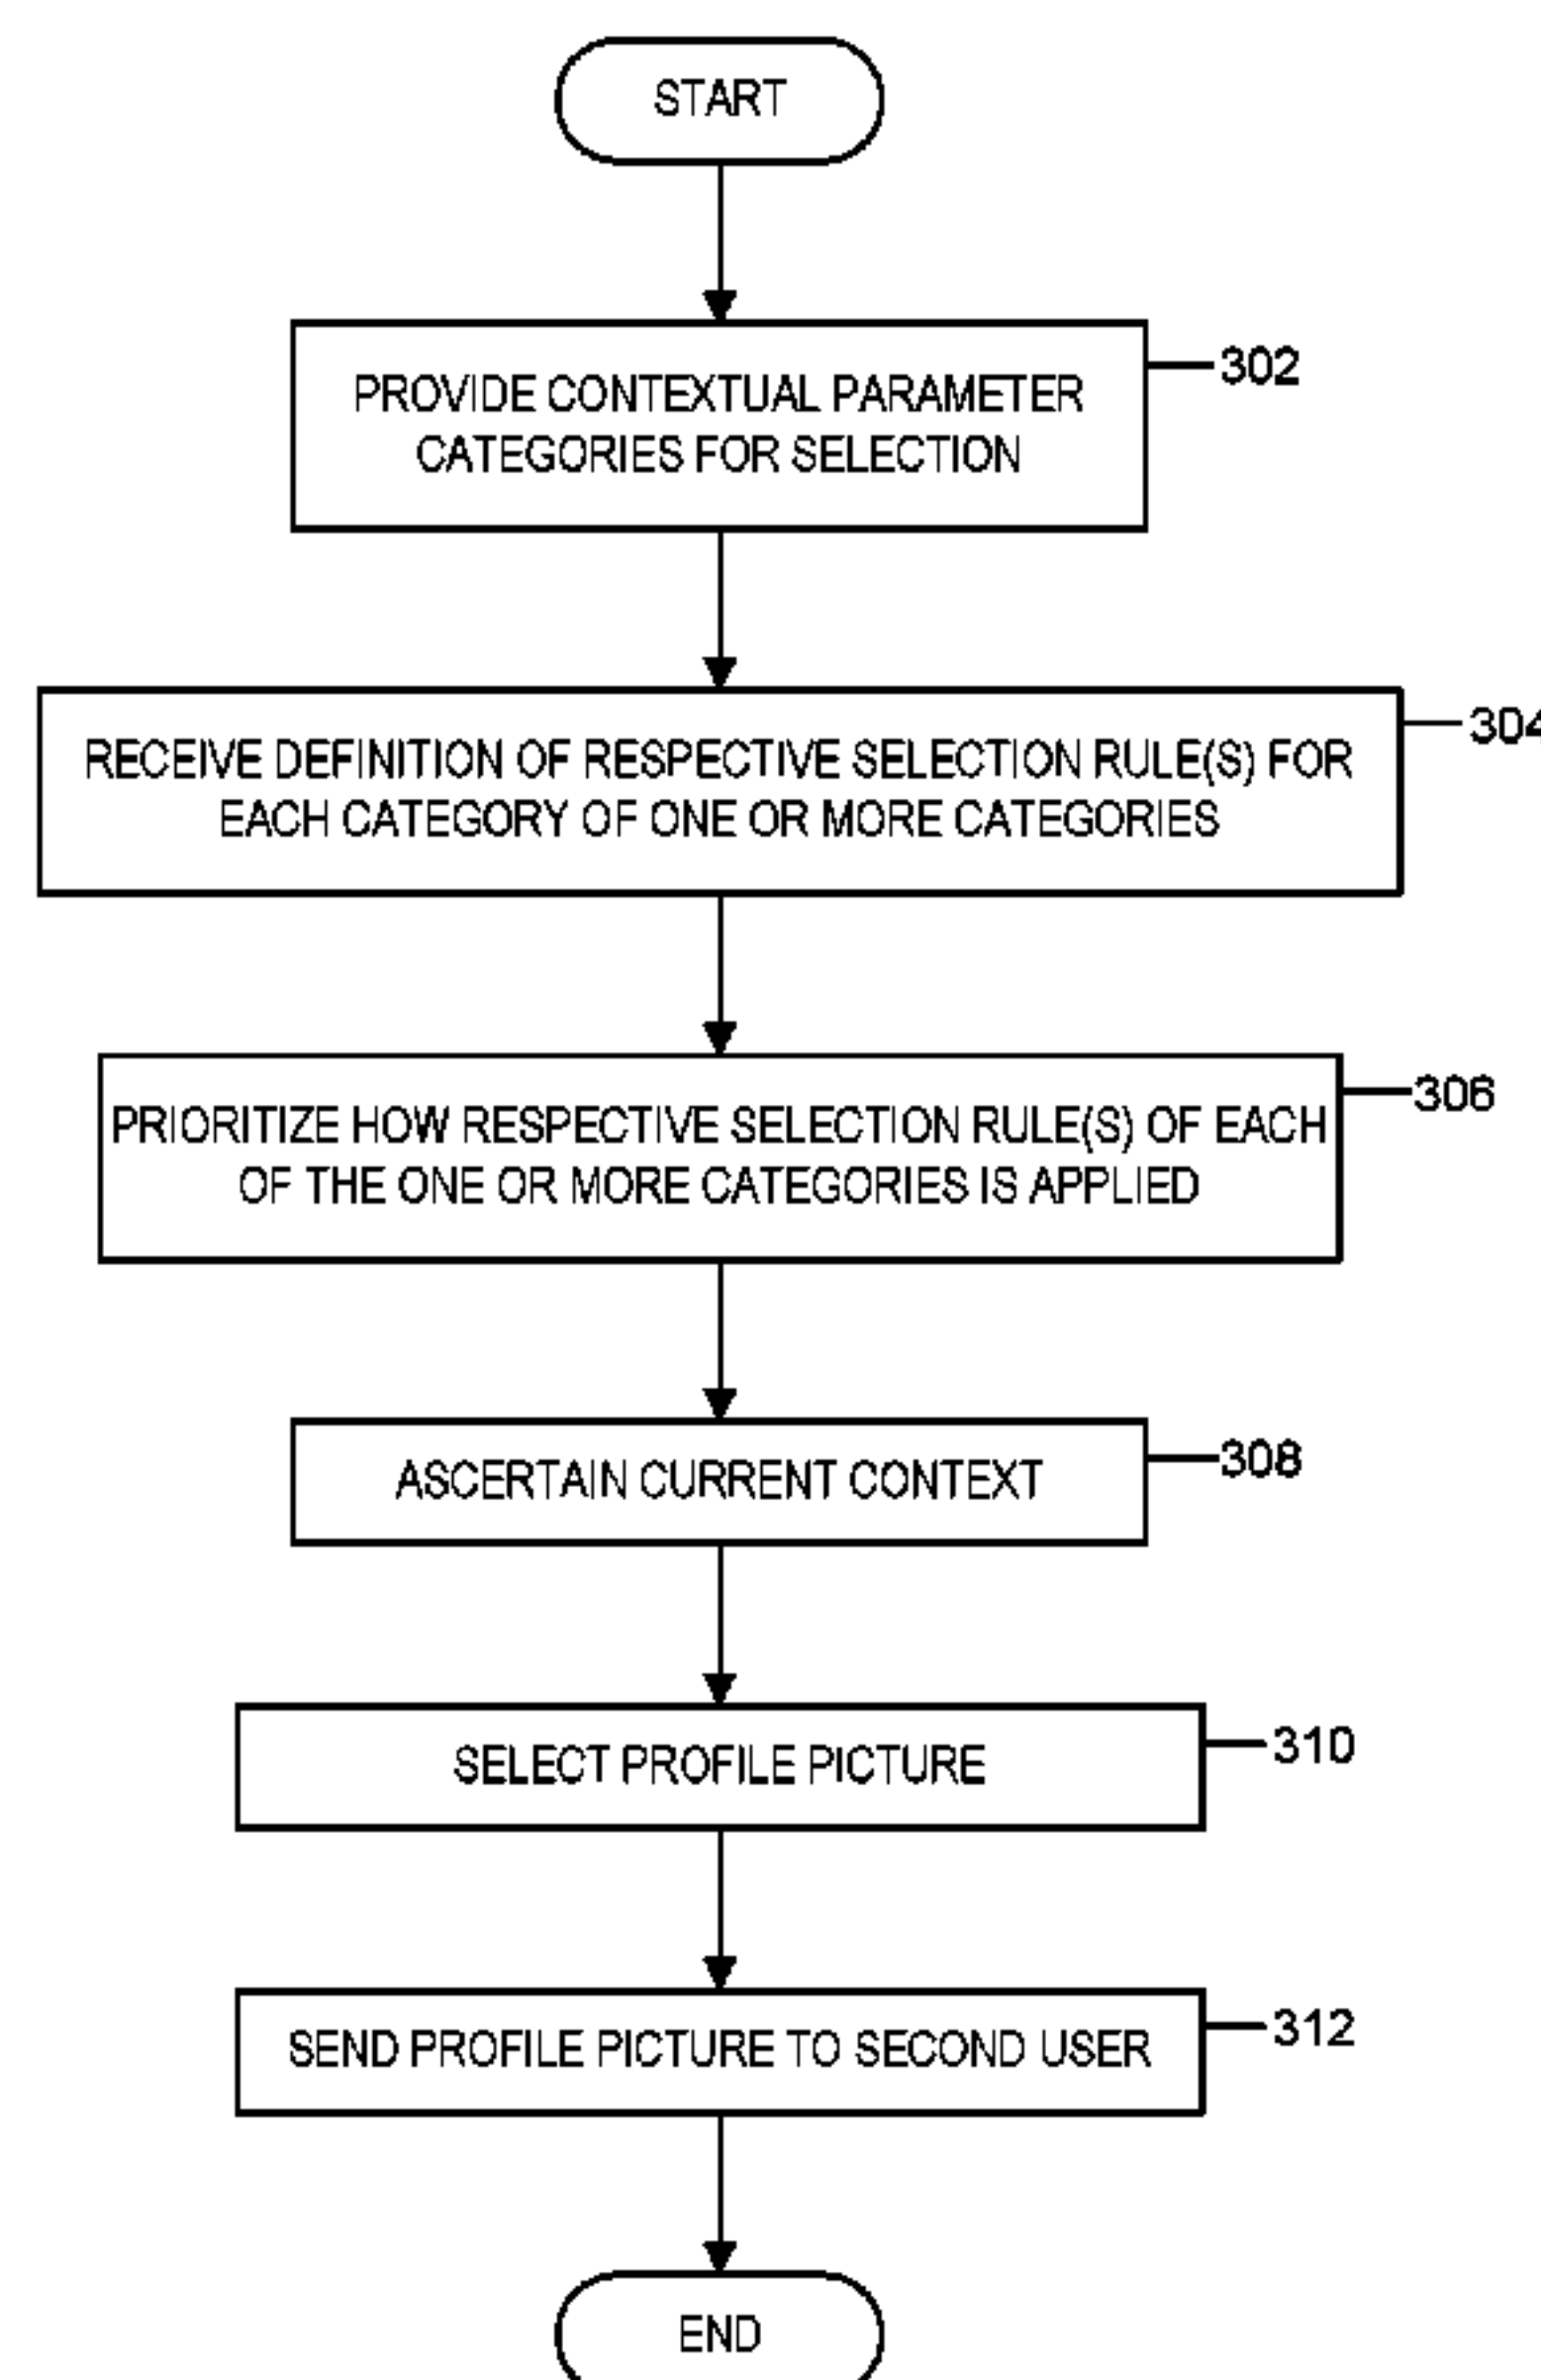 START
PROVIDE CONTEXTUAL PARAMETER
CATEGORIES FOR SELECTION
302
RECEIVE DEFINITION OF RESPECTIVE SELECTION RULE(S) FOR
EACH CATEGORY OF ONE OR MORE CATEGORIES
304
PRIORITIZE HOW RESPECTIVE SELECTION RULE(S) OF EACH
OF THE ONE OR MORE CATEGORIES IS APPLIED
306
ASCERTAIN CURRENT CONTEXT
308
SELECT PROFILE PICTURE
310
SEND PROFILE PICTURE TO SECOND USER
312
END